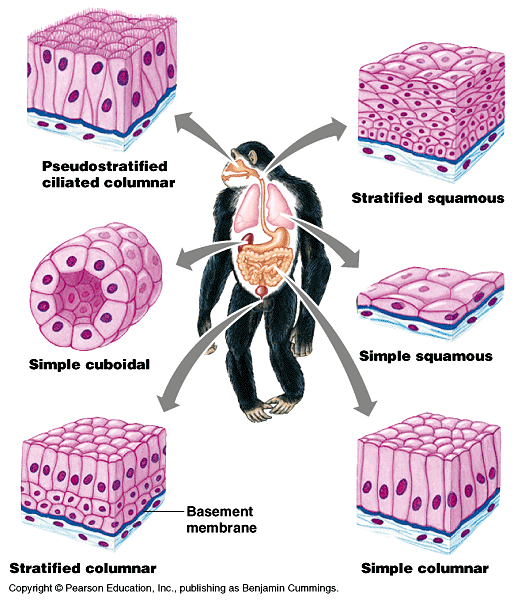 Pseudostratified
ciliated columnar
Stratified squamous
Simple cuboidal
Simple squamous
Basement
membrane
Stratified columnar
Simple columnar
Copyright © Pearson Education, Inc., publishing as Benjamin Cummings.